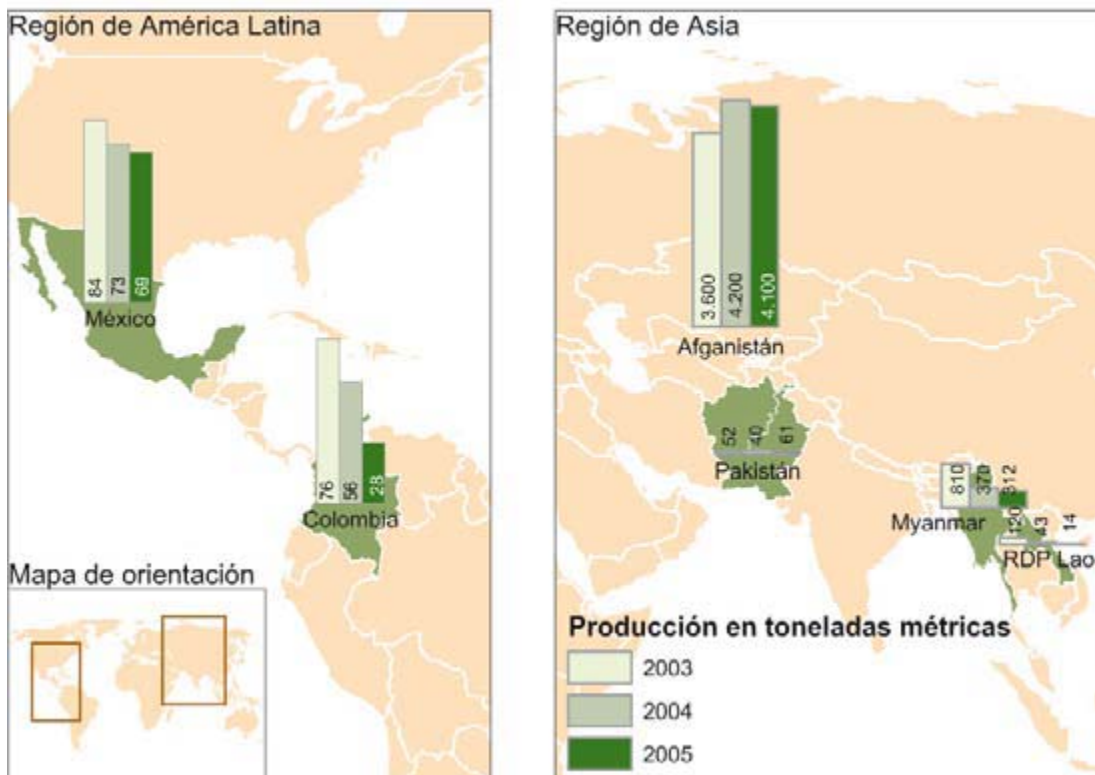 Región de América Latina
84
73
69
México
76
56
28
Colombia
Mapa de orientación
Región de Asia
3.600
4.200
4.100
Afganistán
52
40
61
Pakistán
810
370
312
Myanmar
120
43
14
RDP Lao
Producción en toneladas métricas
2003
2004
2005